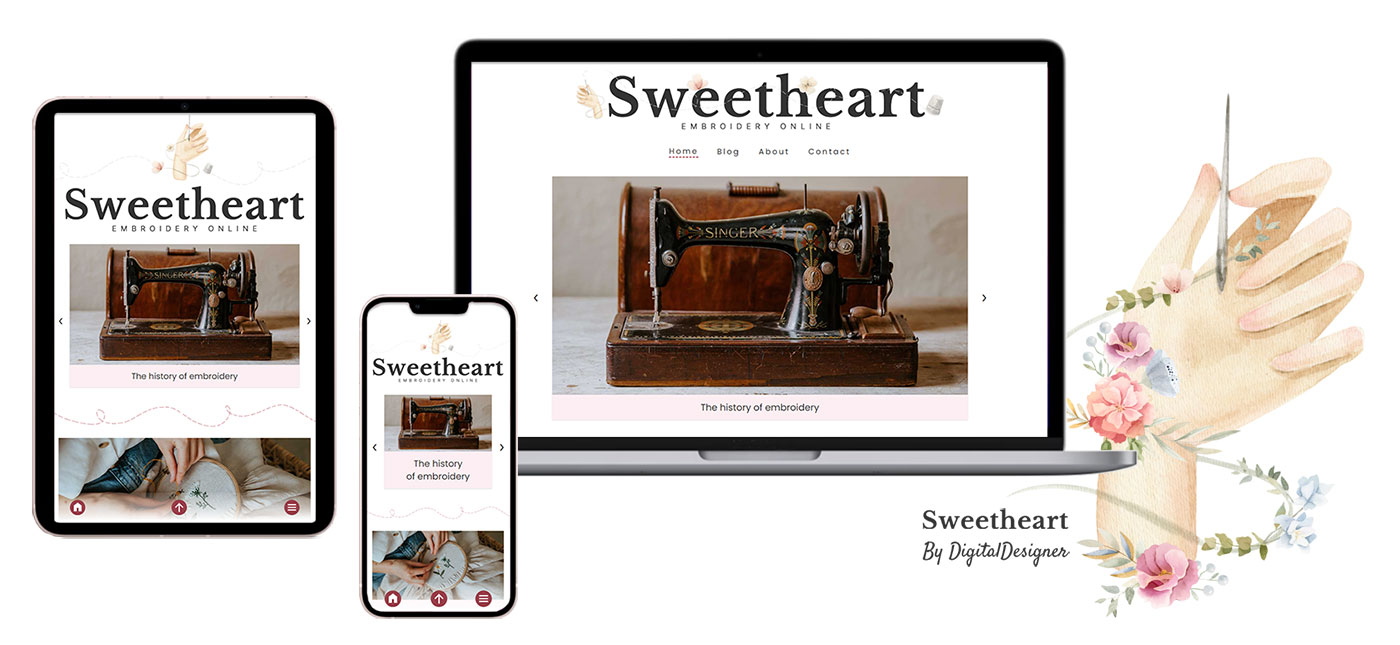 Sweetheart
EMBROIDERY ONLINE
SINGER
The history of embroidery
Sweetheart
EMBROIDERY ONLINE
The history
of embroidery
Sweetheart
EMBROIDERY ONLINE
Home Blog About Contact
SINGER
The history of embroidery
Sweetheart
By DigitalDesigner